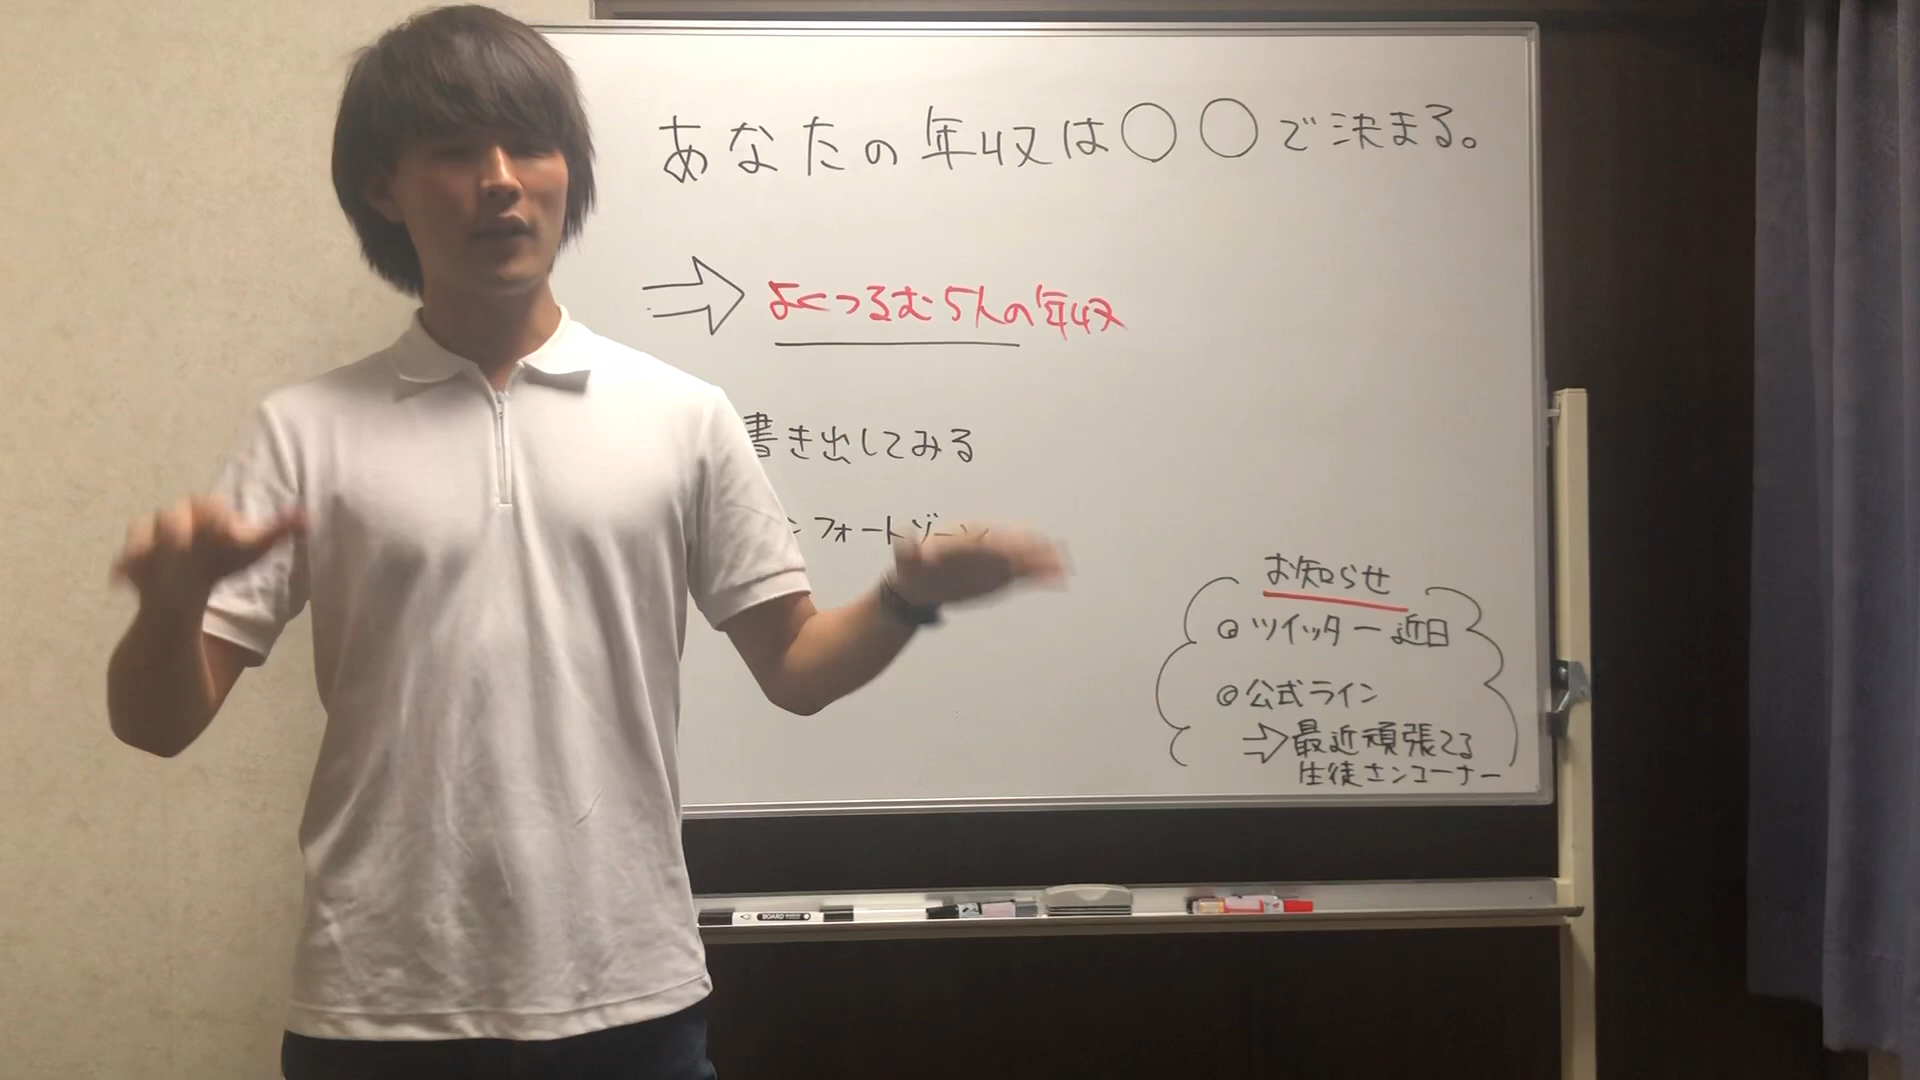 あなたの年収は〇〇で決まる。
⇒よくつるむ5人の年収
書き出してみる
フォートゾーン
お知らせ
◎ツイッター近日
◎公式ライン
⇒最近頑張てる
生徒さンコーナー
BOARD